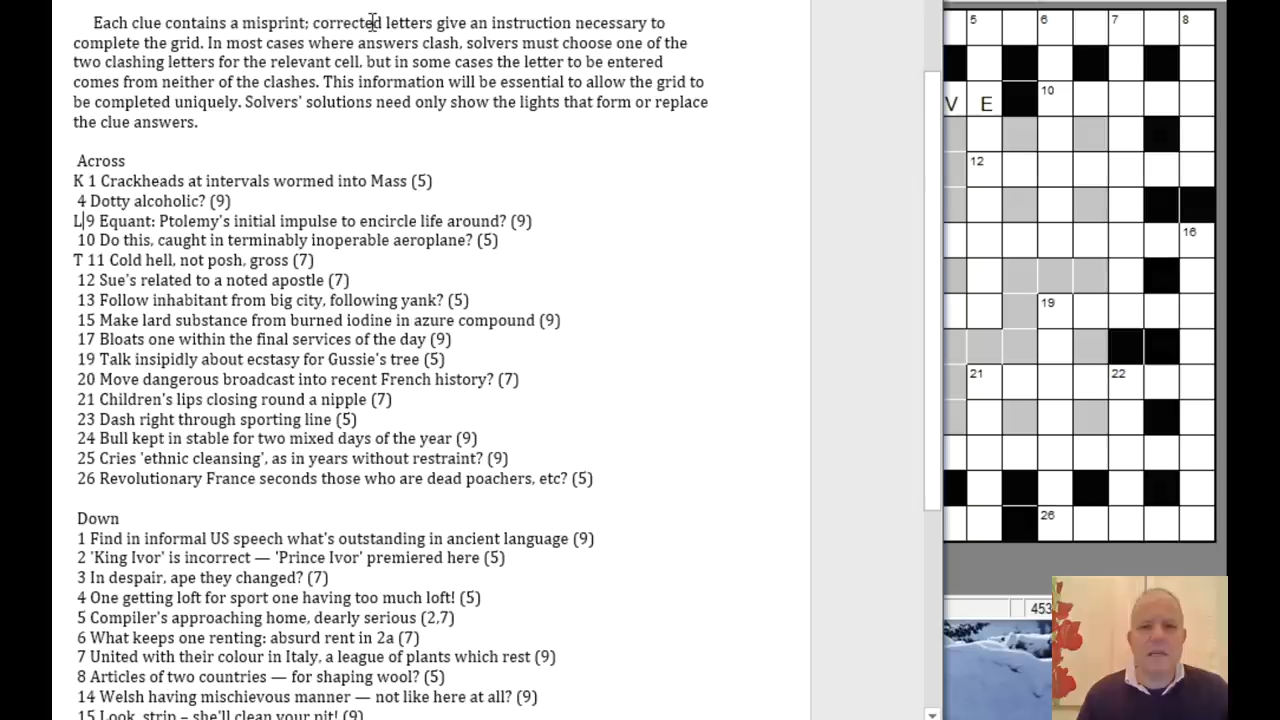 Each clue contains a misprint; corrected letters give an instruction necessary to
complete the grid. In most cases where answers clash, solvers must choose one of the
two clashing letters for the relevant cell, but in some cases the letter to be entered
comes from neither of the clashes. This information will be essential to allow the grid to
be completed uniquely. Solvers' solutions need only show the lights that form or replace
the clue answers.
Across
K 1 Crackheads at intervals wormed into Mass (5)
4 Dotty alcoholic? (9)
L 9 Equant: Ptolemy's initial impulse to encircle life around? (9)
10 Do this, caught in terminably inoperable aeroplane? (5)
T 11 Cold hell, not posh, gross (7)
12 Sue's related to a noted apostle (7)
13 Follow inhabitant from big city, following yank? (5)
15 Make lard substance from burned iodine in azure compound (9)
17 Bloats one within the final services of the day (9)
19 Talk insipidly about ecstasy for Gussie's tree (5)
20 Move dangerous broadcast into recent French history? (7)
21 Children's lips closing round a nipple (7)
23 Dash right through sporting line (5)
24 Bull kept in stable for two mixed days of the year (9)
25 Cries 'ethnic cleansing', as in years without restraint? (9)
26 Revolutionary France seconds those who are dead poachers, etc? (5)
Down
1 Find in informal US speech what's outstanding in ancient language (9)
2 'King Ivor' is incorrect — 'Prince Ivor' premiered here (5)
3 In despair, ape they changed? (7)
4 One getting loft for sport one having too much loft! (5)
5 Compiler's approaching home, dearly serious (2,7)
6 What keeps one renting: absurd rent in 2a (7)
7 United with their colour in Italy, a league of plants which rest (9)
8 Articles of two countries — for shaping wool? (5)
14 Welsh having mischievous manner — not like here at all? (9)
15 Look, strip – she'll clean your pit! (9)
5 6 7 8
V E 10
12
16
19
21 22
26
453